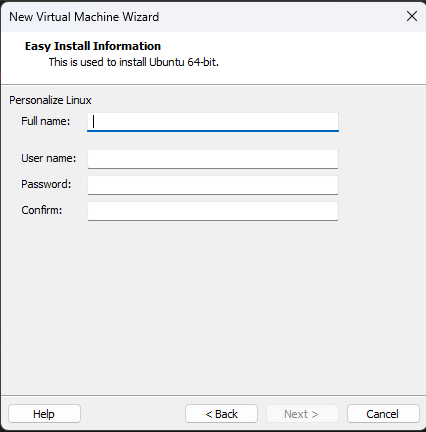 New Virtual Machine Wizard
Easy Install Information
This is used to install Ubuntu 64-bit.
Personalize Linux
Full name:
User name:
Password:
Confirm:
Help
< Back
Next >
Cancel